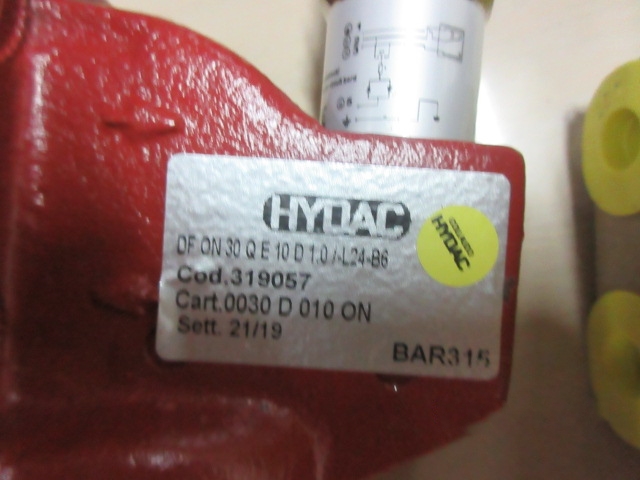 HYDAC
DF ON 30 Q E 10 D 1.0 /-L24-B6
Cod.319057
Cart.0030 D 010 ON
Sett. 21/19
BAR315
HYDAC